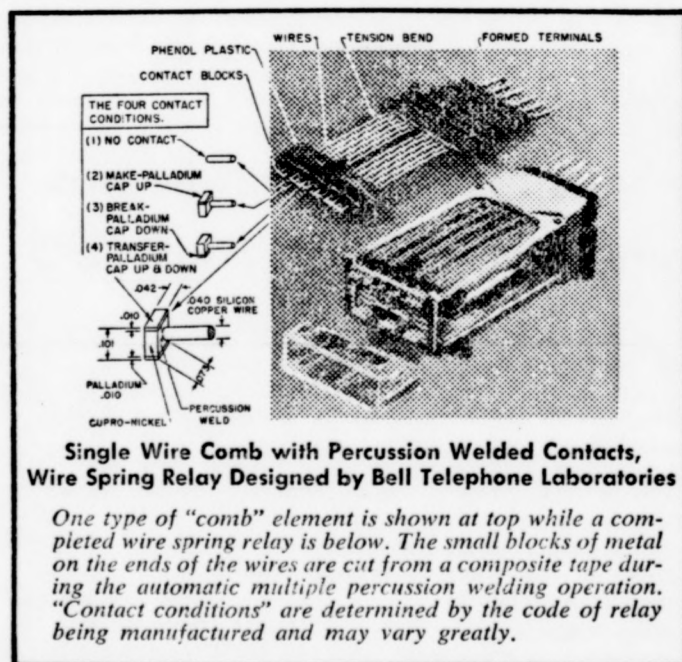 WIRES
TENSION BEND
FORMED TERMINALS
PHENOL PLASTIC
CONTACT BLOCKS
THE FOUR CONTACT
CONDITIONS.
(1) NO CONTACT
(2) MAKE-PALLADIUM
CAP UP
(3) BREAK-
PALLADIUM
CAP DOWN
(4) TRANSFER-
PALLADIUM
CAP UP & DOWN
.042
.040 SILICON
COPPER WIRE
.010
.101
PALLADIUM
.010
.075
CUPRO-NICKEL
PERCUSSION
WELD
Single Wire Comb with Percussion Welded Contacts,
Wire Spring Relay Designed by Bell Telephone Laboratories
One type of "comb" element is shown at top while a com-
pleted wire spring relay is below. The small blocks of metal
on the ends of the wires are cut from a composite tape dur-
ing the automatic multiple percussion welding operation.
"Contact conditions" are determined by the code of relay
being manufactured and may vary greatly.